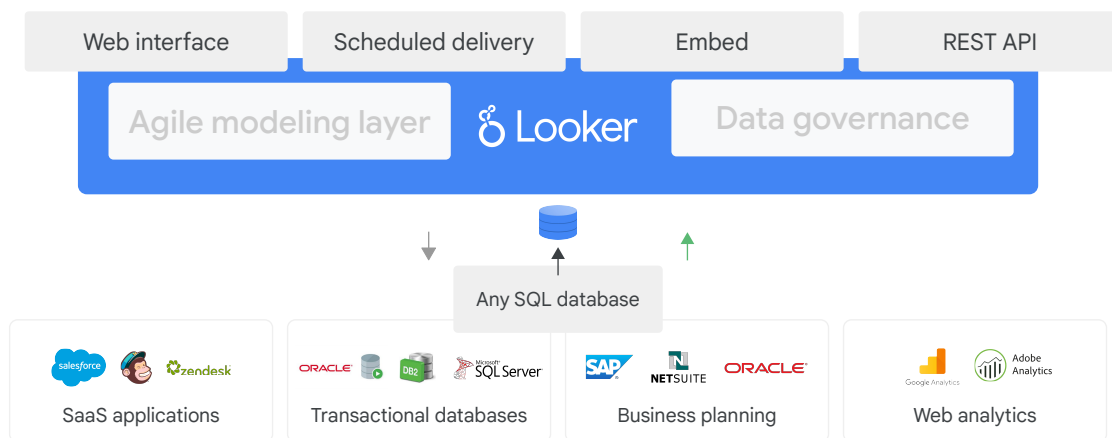 Web interface
Scheduled delivery
Embed
REST API
Agile modeling layer
Looker
Data governance
Any SQL database
salesforce
zendesk
SaaS applications
ORACLE
DB2
Microsoft
SQL Server
Transactional databases
SAP
NETSUITE
ORACLE
Business planning
Google Analytics
Adobe
Analytics
Web analytics